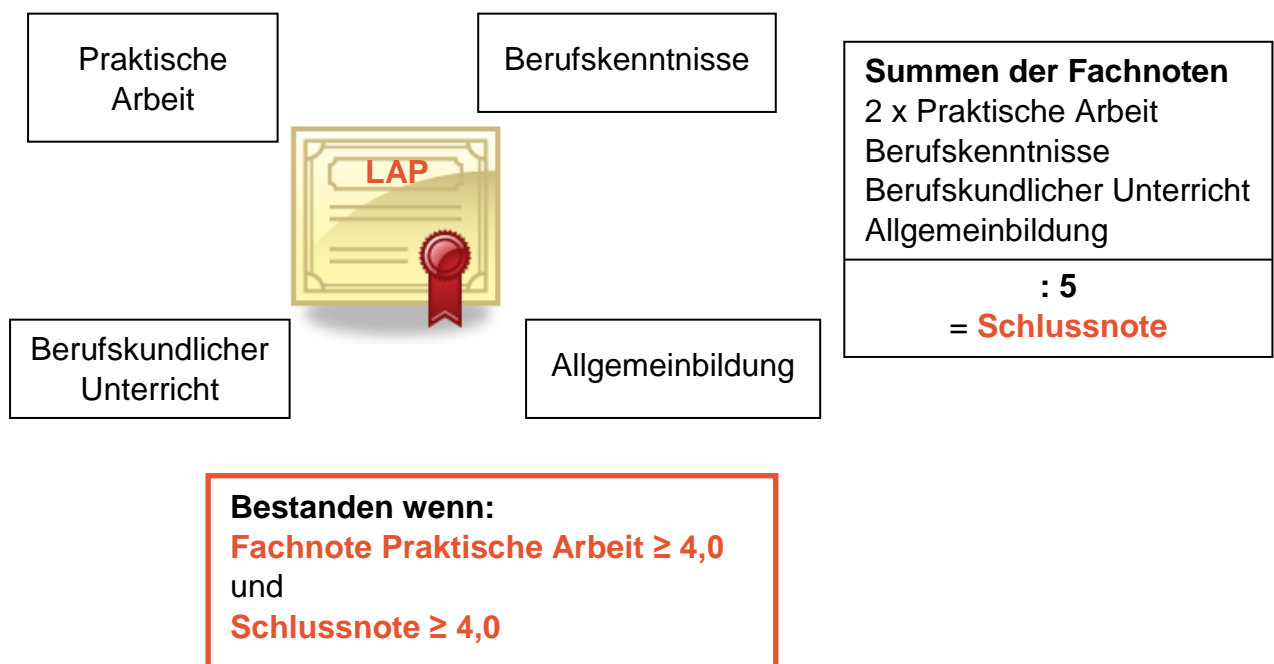 Praktische
Arbeit
Berufskenntnisse
LAP
Berufskundlicher
Unterricht
Allgemeinbildung
Summen der Fachnoten
2 x Praktische Arbeit
Berufskenntnisse
Berufskundlicher Unterricht
Allgemeinbildung
: 5
= Schlussnote
Bestanden wenn:
Fachnote Praktische Arbeit ≥ 4,0
und
Schlussnote ≥ 4,0